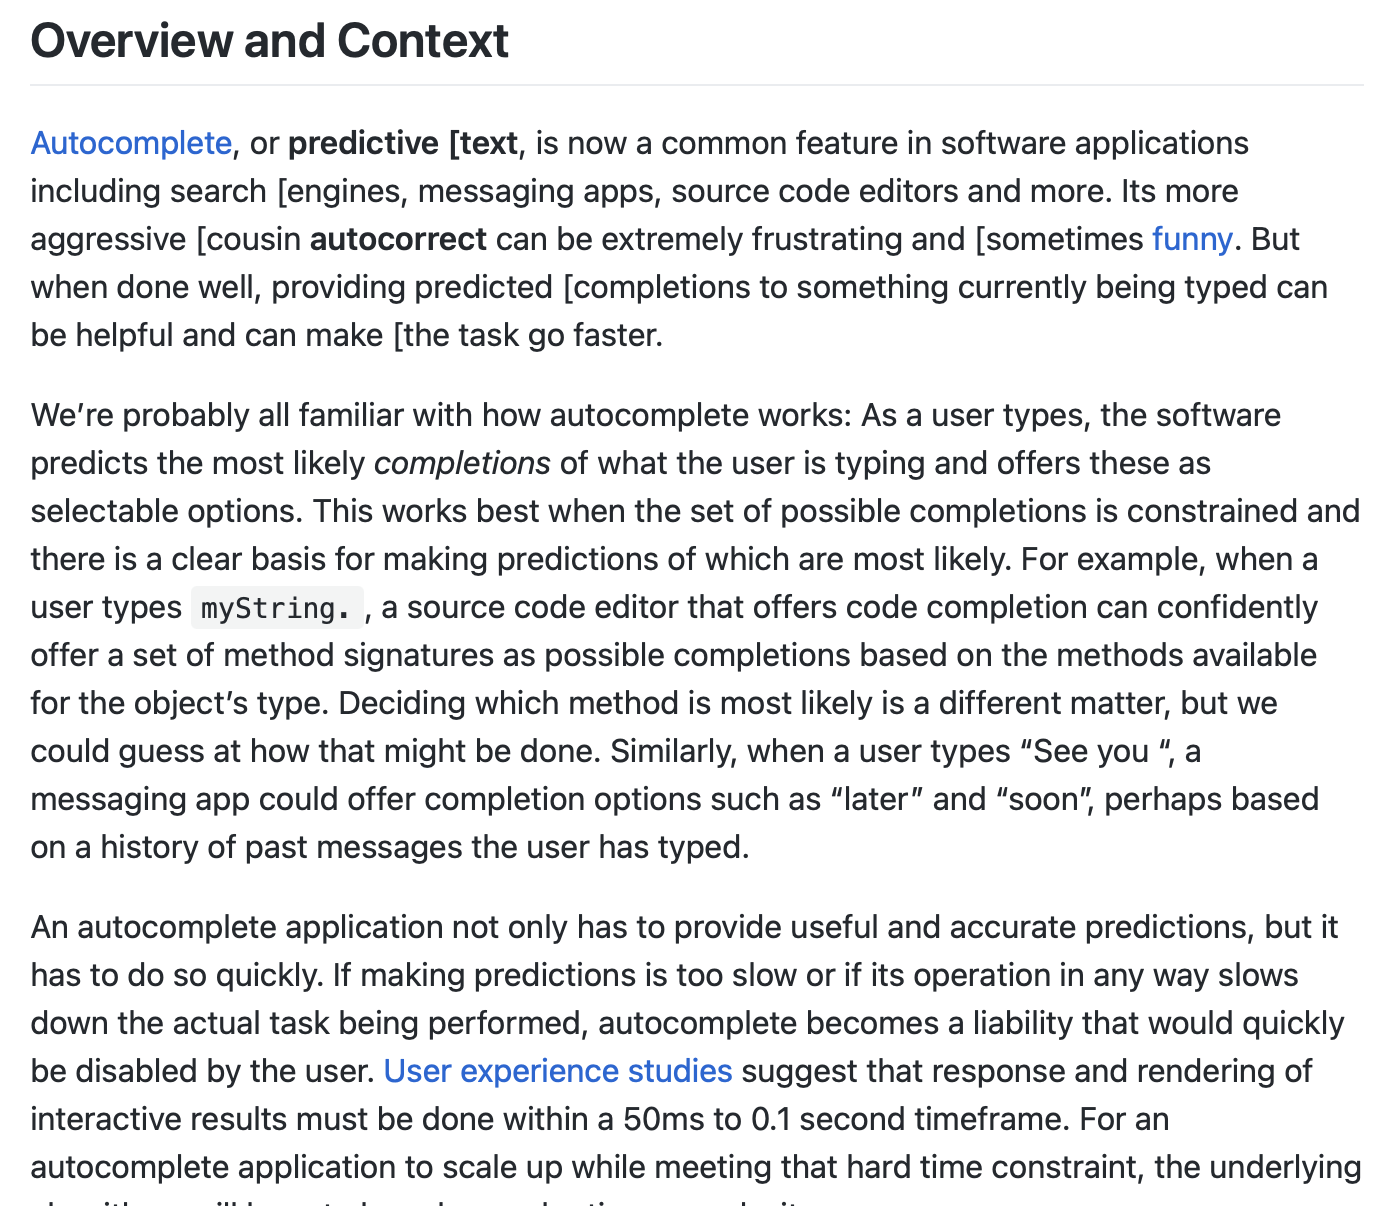 Overview and Context
Autocomplete, or predictive [text, is now a common feature in software applications
including search [engines, messaging apps, source code editors and more. Its more
aggressive [cousin autocorrect can be extremely frustrating and [sometimes funny. But
when done well, providing predicted [completions to something currently being typed can
be helpful and can make [the task go faster.
We’re probably all familiar with how autocomplete works: As a user types, the software
predicts the most likely completions of what the user is typing and offers these as
selectable options. This works best when the set of possible completions is constrained and
there is a clear basis for making predictions of which are most likely. For example, when a
user types myString. , a source code editor that offers code completion can confidently
offer a set of method signatures as possible completions based on the methods available
for the object’s type. Deciding which method is most likely is a different matter, but we
could guess at how that might be done. Similarly, when a user types “See you “, a
messaging app could offer completion options such as “later” and “soon”, perhaps based
on a history of past messages the user has typed.
An autocomplete application not only has to provide useful and accurate predictions, but it
has to do so quickly. If making predictions is too slow or if its operation in any way slows
down the actual task being performed, autocomplete becomes a liability that would quickly
be disabled by the user. User experience studies suggest that response and rendering of
interactive results must be done within a 50ms to 0.1 second timeframe. For an
autocomplete application to scale up while meeting that hard time constraint, the underlying